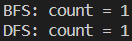 BFS: count = 1
DFS: count = 1